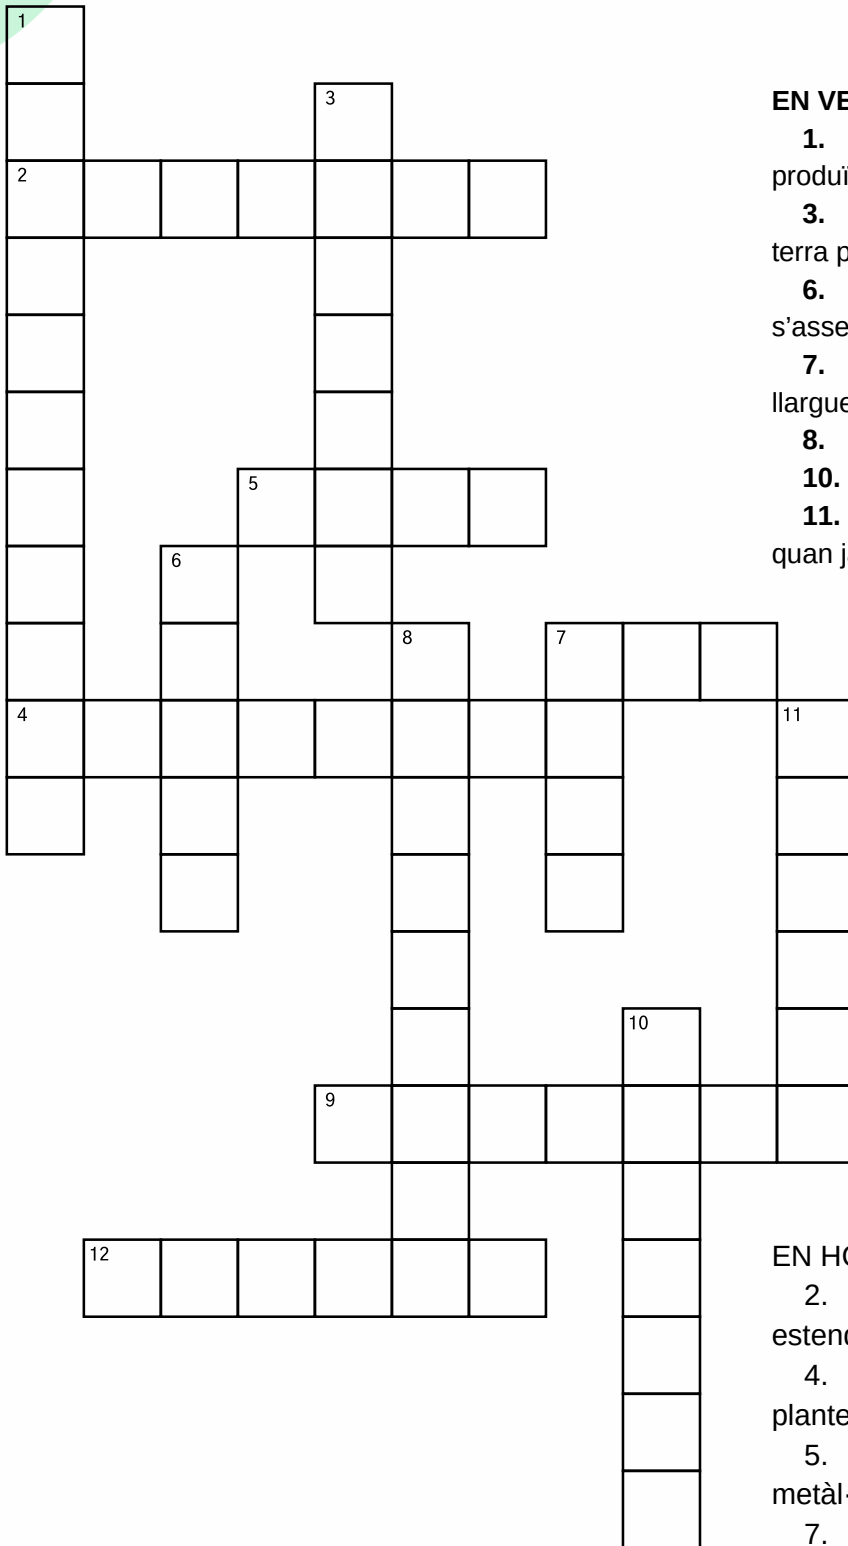 1
3
2
5
6
8
7
4
11
10
9
12
EN VE
1.
produï
3.
terra p
6.
s’asse
7.
llargue
8.
10.
11.
quan j
EN HO
2.
estend
4.
plante
5.
metàl·
7.